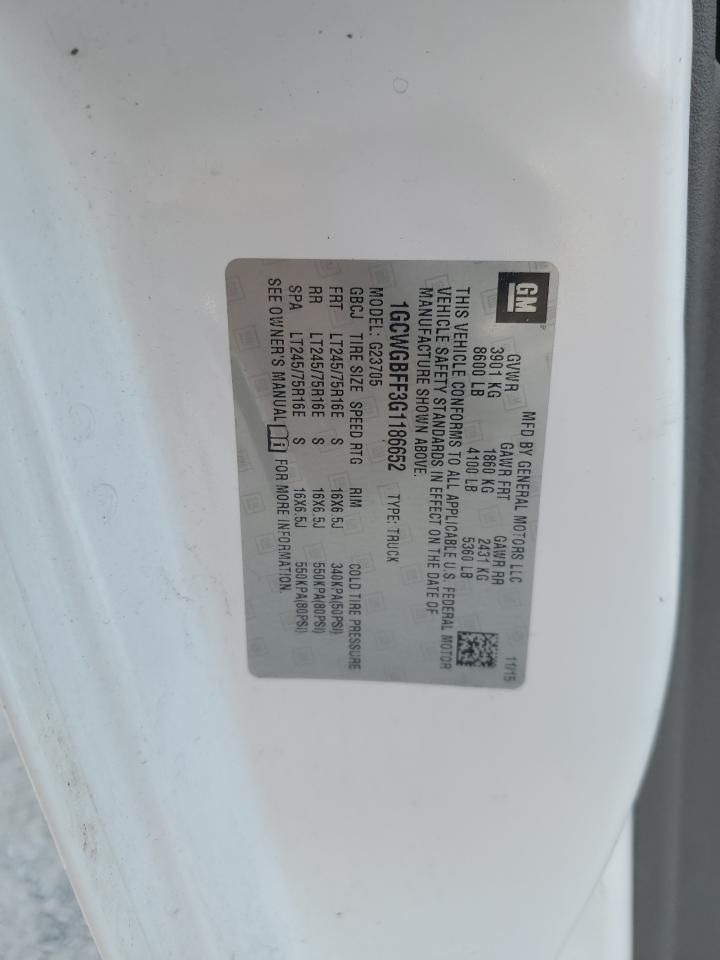 GM
MFD BY GENERAL MOTORS LLC
11/15
GVWR GAWR FRT GAWR RR
3901 KG 1860 KG 2431 KG
8600 LB 4100 LB 5360 LB
THIS VEHICLE CONFORMS TO ALL APPLICABLE U.S. FEDERAL MOTOR
VEHICLE SAFETY STANDARDS IN EFFECT ON THE DATE OF
MANUFACTURE SHOWN ABOVE.
1GCWGBFF3G1186652 TYPE: TRUCK
MODEL: G23705
GBCJ TIRE SIZE SPEED RTG RIM COLD TIRE PRESSURE
FRT LT245/75R16E S 16X6.5J 340KPA(50PSI)
RR LT245/75R16E S 16X6.5J 550KPA(80PSI)
SPA LT245/75R16E S 16X6.5J 550KPA(80PSI)
SEE OWNER'S MANUAL FOR MORE INFORMATION.